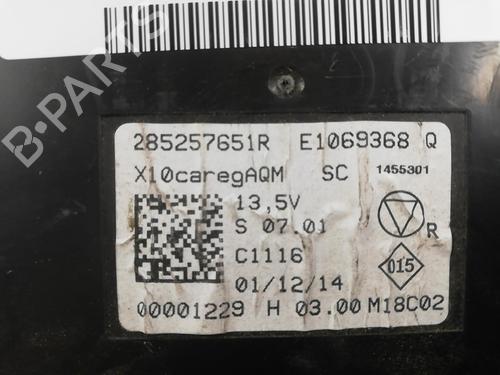 285257651R E1069368 Q
X10caregAQM SC 1455301
13,5V
S 07.01
R
C1116
015
01/12/14
00001229 H 03.00 M18C02
B-PARTS